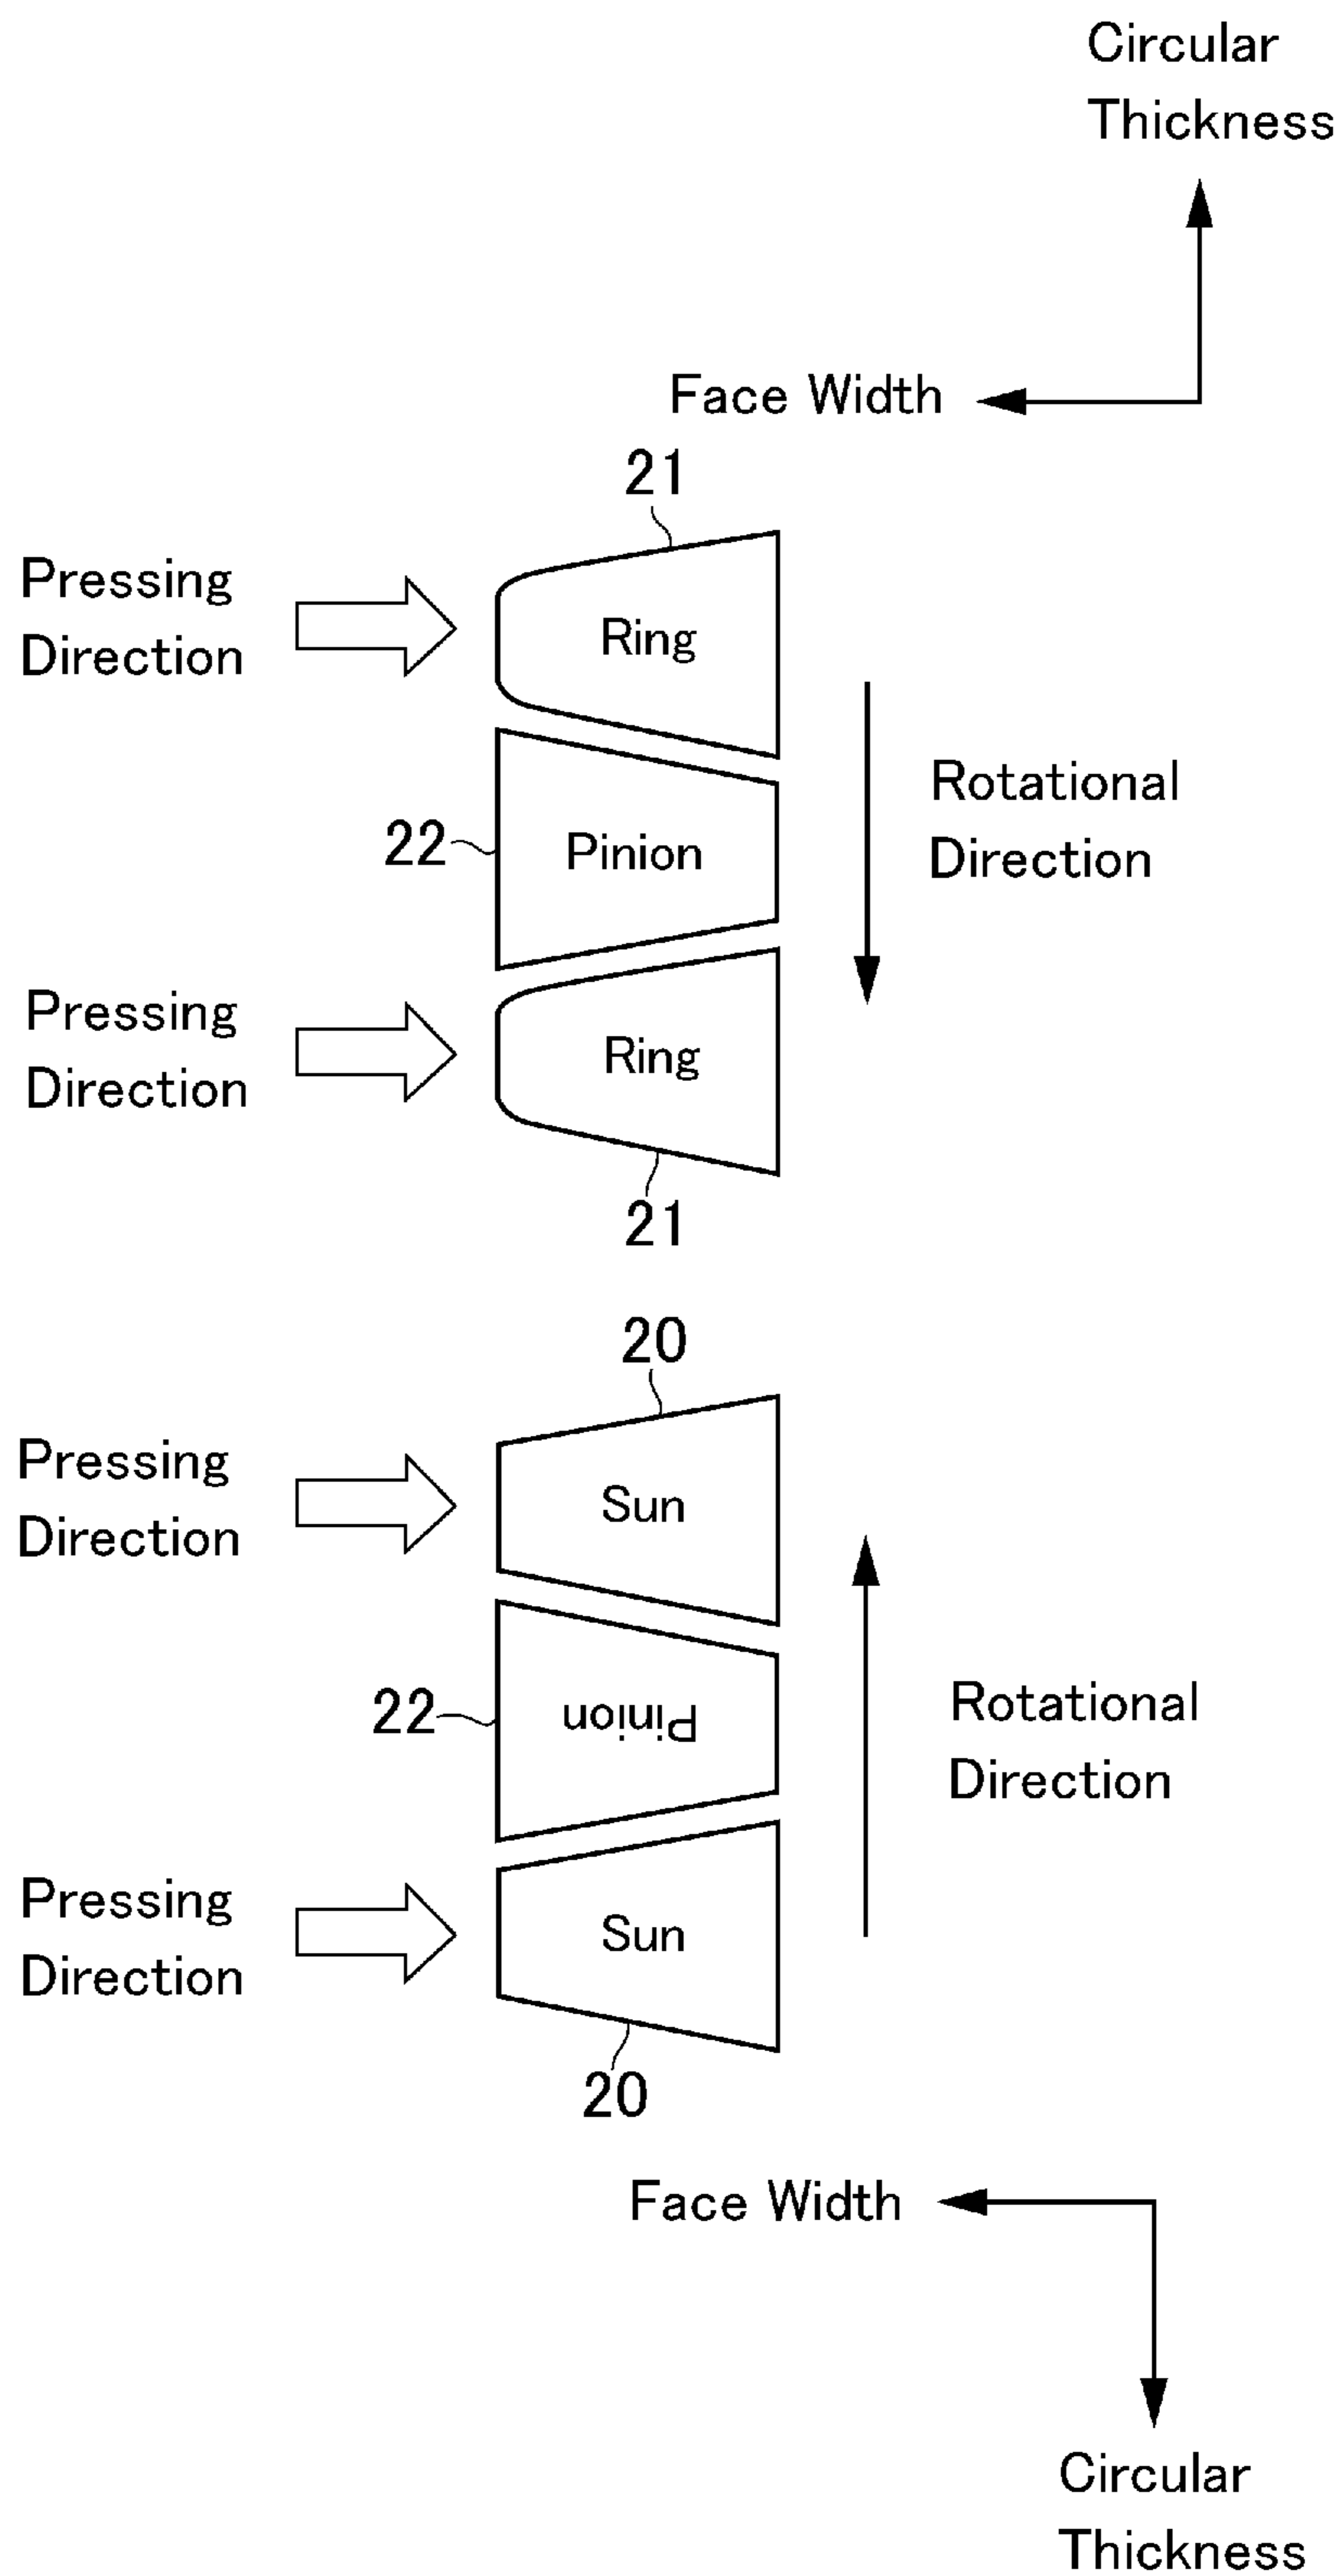 Circular
Thickness
Face Width
21
Pressing
Direction
Ring
Rotational
Direction
22
Pinion
Pressing
Direction
Ring
21
20
Pressing
Direction
Sun
22
Pinion
Rotational
Direction
Pressing
Direction
Sun
20
Face Width
Circular
Thickness